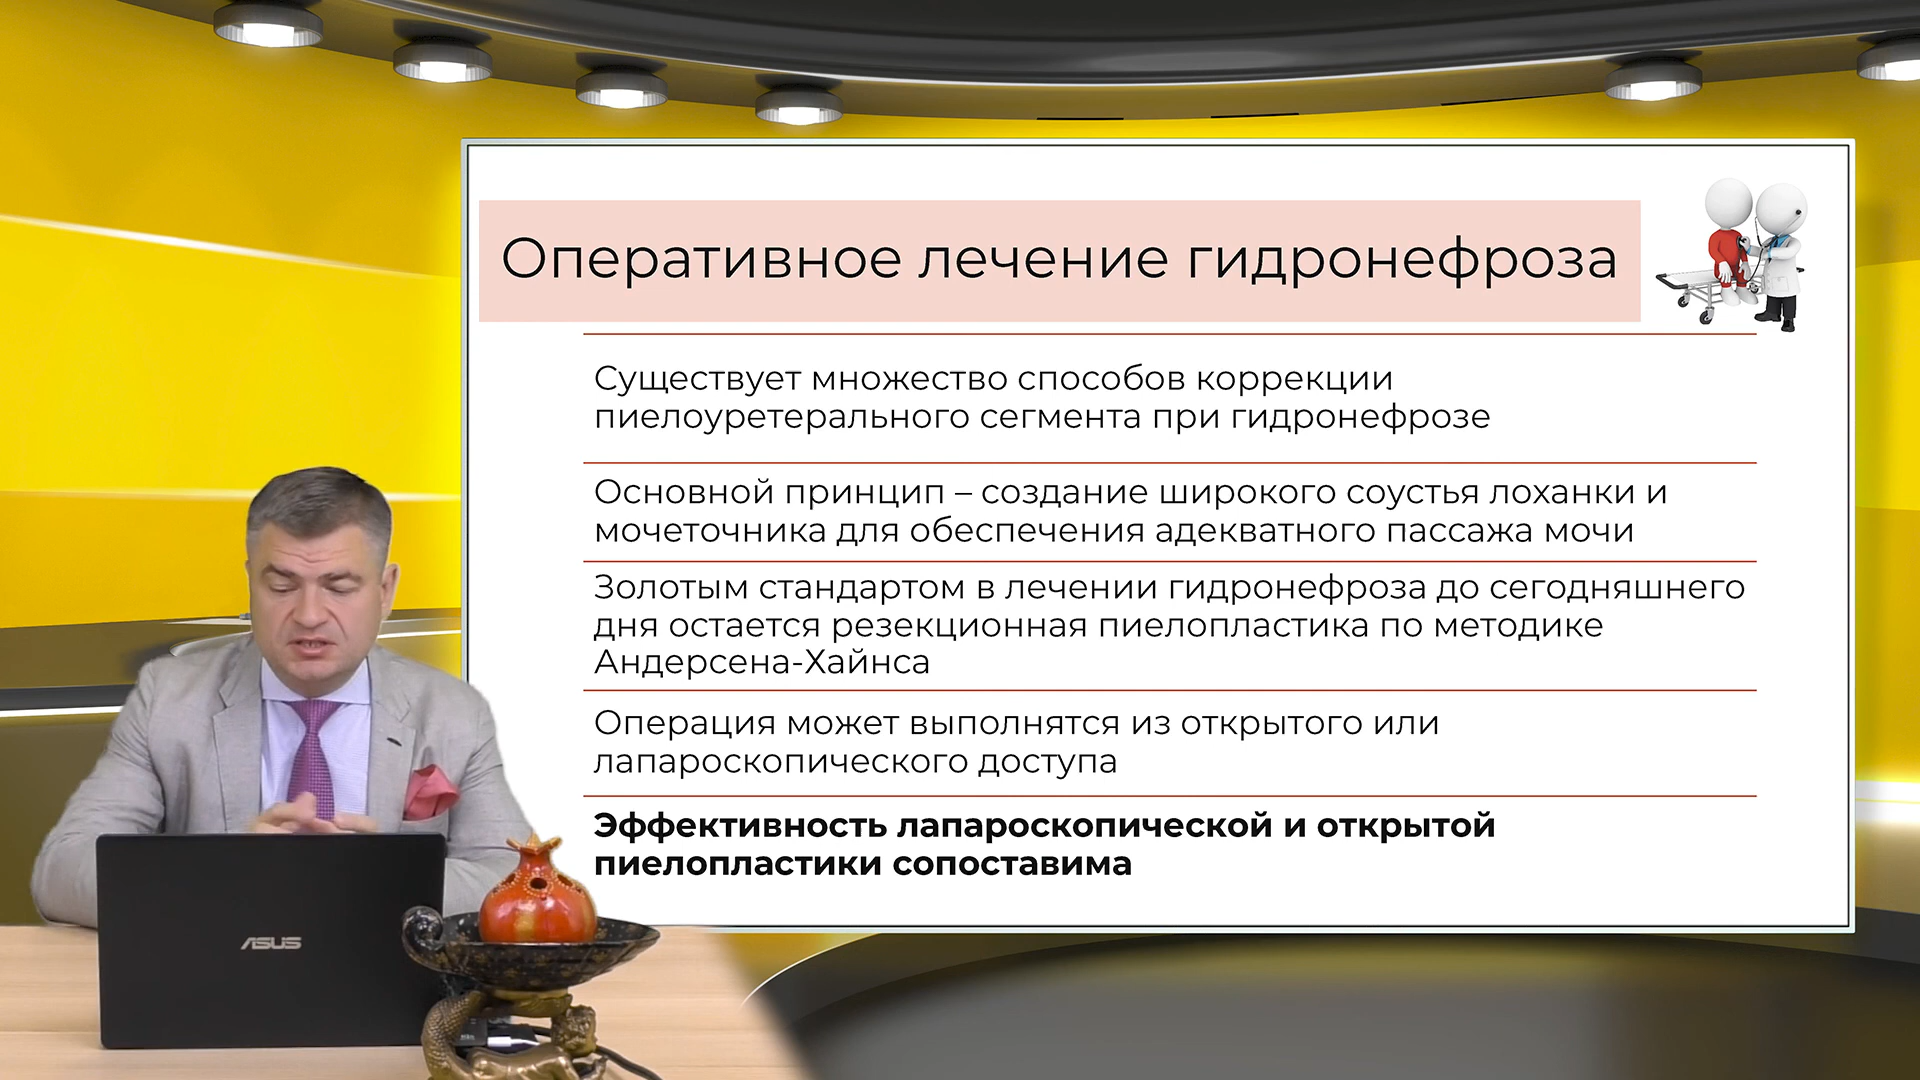 Оперативное лечение гидронефроза
Существует множество способов коррекции
пиелоуретерального сегмента при гидронефрозе
Основной принцип – создание широкого соустья лоханки и
мочеточника для обеспечения адекватного пассажа мочи
Золотым стандартом в лечении гидронефроза до сегодняшнего
дня остается резекционная пиелопластика по методике
Андерсена-Хайнса
Операция может выполнятся из открытого или
лапароскопического доступа
Эффективность лапароскопической и открытой
пиелопластики сопоставима
ASUS